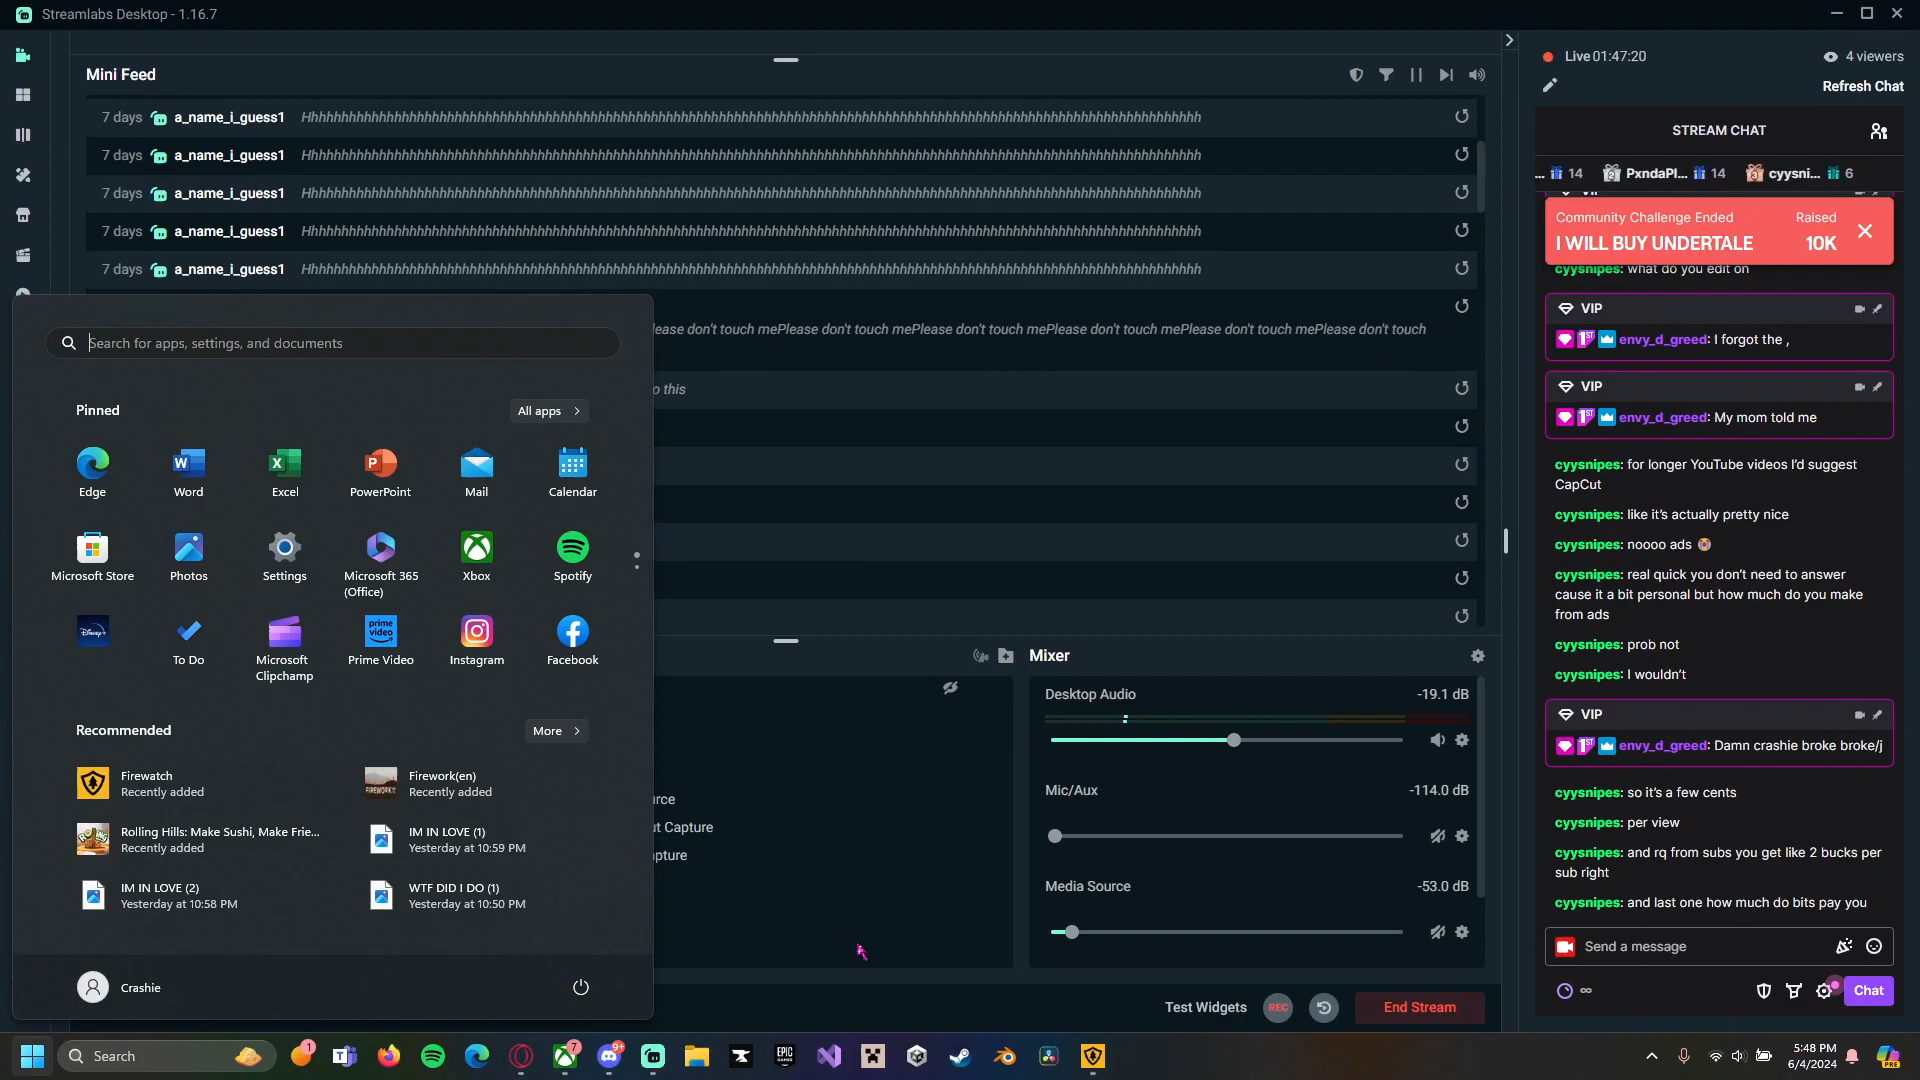 Streamlabs Desktop - 1.16.7
Mini Feed
7 days a_name_i_guess1
7 days a_name_i_guess1
7 days a_name_i_guess1
7 days a_name_i_guess1
7 days a_name_i_guess1
lease don't touch mePlease don't touch mePlease don't touch mePlease don't touch mePlease don't touch mePlease don't touch
o this
Search for apps, settings, and documents
Pinned
All apps
Edge
Word
Excel
PowerPoint
Mail
Calendar
Microsoft Store
Photos
Settings
Microsoft 365
(Office)
Xbox
Spotify
Disney+
To Do
Microsoft
Clipchamp
prime
video
Prime Video
Instagram
Facebook
Recommended
More
Firewatch
Recently added
Firework(en)
Recently added
Rolling Hills: Make Sushi, Make Frie...
Recently added
IM IN LOVE (1)
Yesterday at 10:59 PM
IM IN LOVE (2)
Yesterday at 10:58 PM
WTF DID I DO (1)
Yesterday at 10:50 PM
Crashie
urce
ut Capture
apture
Mixer
Desktop Audio -19.1 dB
Mic/Aux -114.0 dB
Media Source -53.0 dB
Test Widgets
REC
End Stream
Live 01:47:20
4 viewers
Refresh Chat
STREAM CHAT
... 14 PxndaPl... 14 cyysni... 6
Community Challenge Ended Raised
I WILL BUY UNDERTALE 10K
cyysnipes: what do you edit on
VIP
envy_d_greed: I forgot the ,
VIP
envy_d_greed: My mom told me
cyysnipes: for longer YouTube videos I'd suggest
CapCut
cyysnipes: like it's actually pretty nice
cyysnipes: noooo ads
cyysnipes: real quick you don't need to answer
cause it a bit personal but how much do you make
from ads
cyysnipes: prob not
cyysnipes: I wouldn't
VIP
envy_d_greed: Damn crashie broke broke/j
cyysnipes: so it's a few cents
cyysnipes: per view
cyysnipes: and rq from subs you get like 2 bucks per
sub right
cyysnipes: and last one how much do bits pay you
Send a message
Chat
Search
1
7
9+
EPIC
GAMES
5:48 PM
6/4/2024
PRE